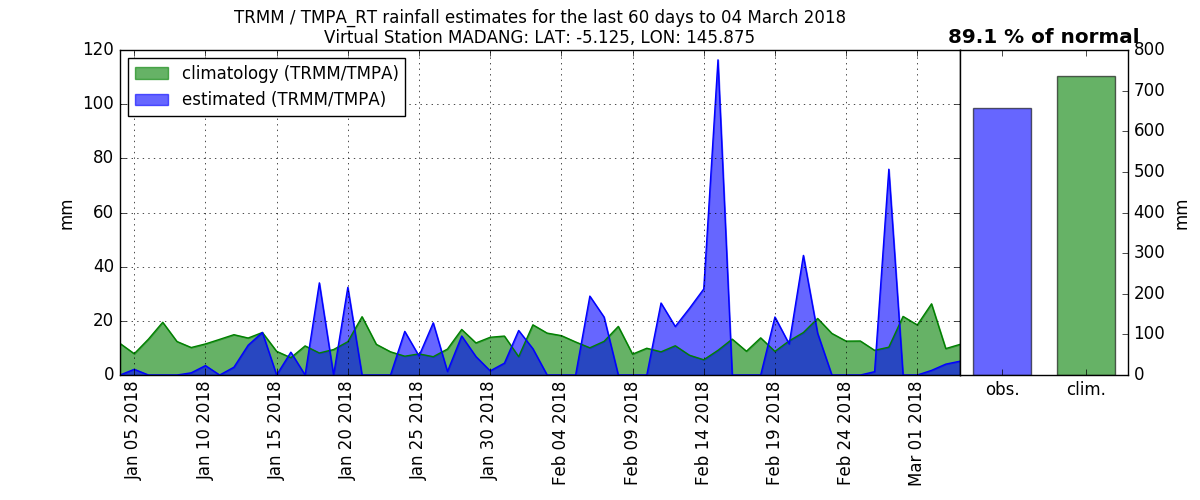 TRMM / TMPA_RT rainfall estimates for the last 60 days to 04 March 2018
Virtual Station MADANG: LAT: -5.125, LON: 145.875
89.1 % of normal
climatology (TRMM/TMPA)
estimated (TRMM/TMPA)
mm
120
100
80
60
40
20
0
Jan 05 2018
Jan 10 2018
Jan 15 2018
Jan 20 2018
Jan 25 2018
Jan 30 2018
Feb 04 2018
Feb 09 2018
Feb 14 2018
Feb 19 2018
Feb 24 2018
Mar 01 2018
obs.
clim.
800
700
600
500
400
300
200
100
0
mm